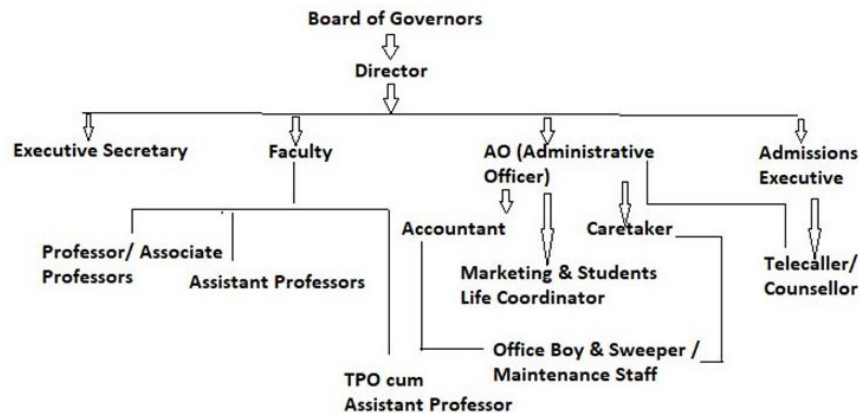 Board of Governors
Director
Executive Secretary
Faculty
AO (Administrative
Officer)
Admissions
Executive
Professor/ Associate
Professors
Assistant Professors
Accountant
Caretaker
Marketing & Students
Life Coordinator
Telecaller/
Counsellor
TPO cum
Assistant Professor
Office Boy & Sweeper /
Maintenance Staff